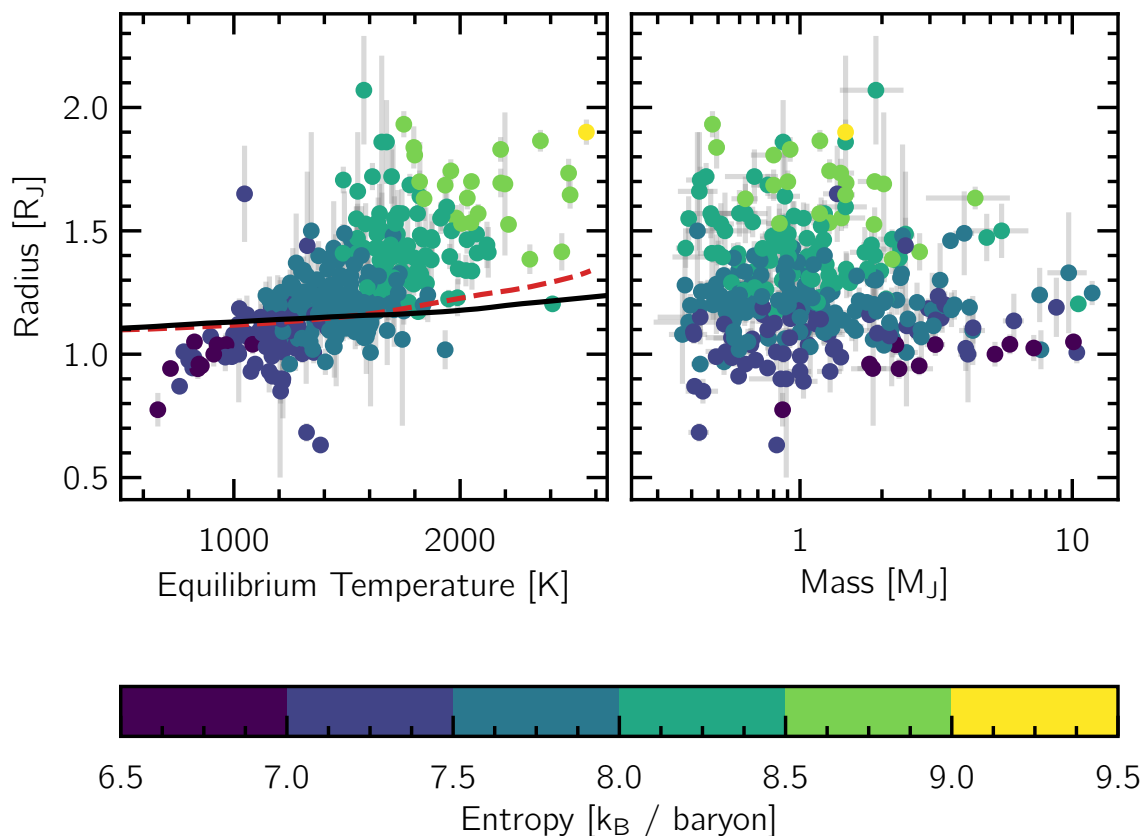 2.0
1.5
1.0
0.5
Radius [R_J]
1000 2000
Equilibrium Temperature [K]
1 10
Mass [M_J]
6.5 7.0 7.5 8.0 8.5 9.0 9.5
Entropy [k_B / baryon]